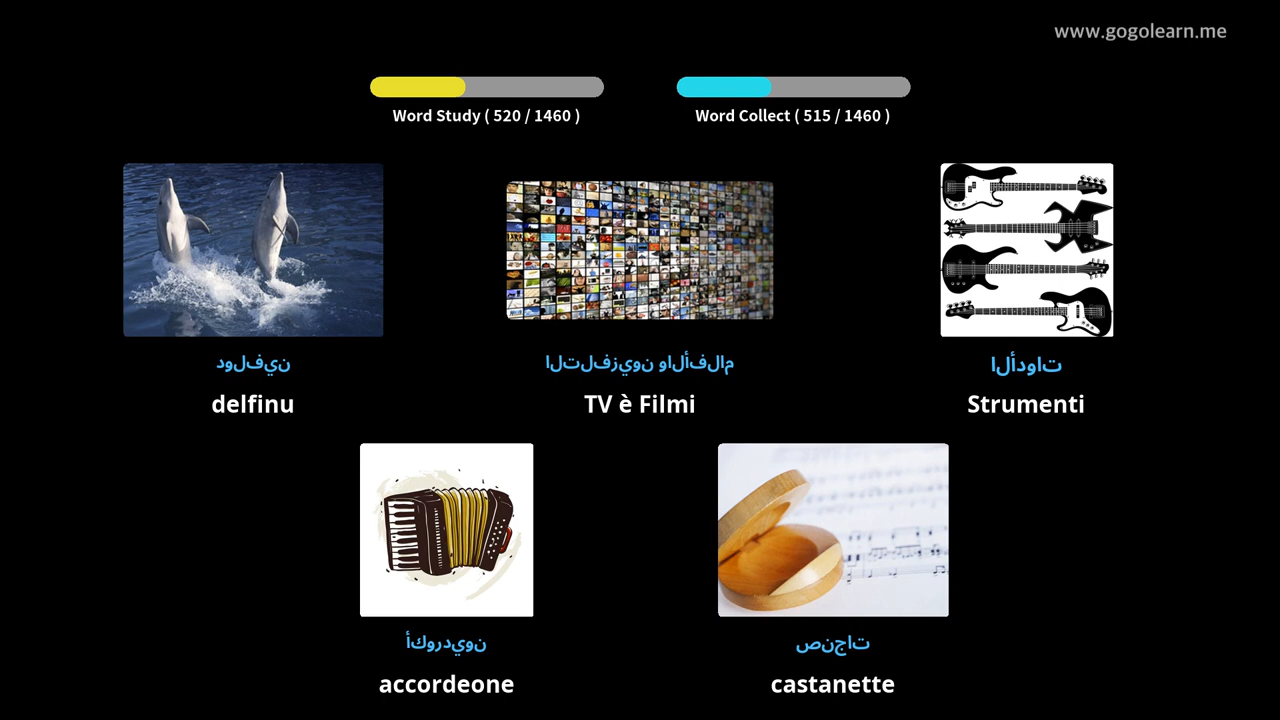 www.gogolearn.me
Word Study ( 520 / 1460 )
Word Collect ( 515 / 1460 )
دولفين
التلفزيون والأفلام
الأدوات
delfinu
TV è Filmi
Strumenti
أكورديون
صنجات
accordeone
castanette